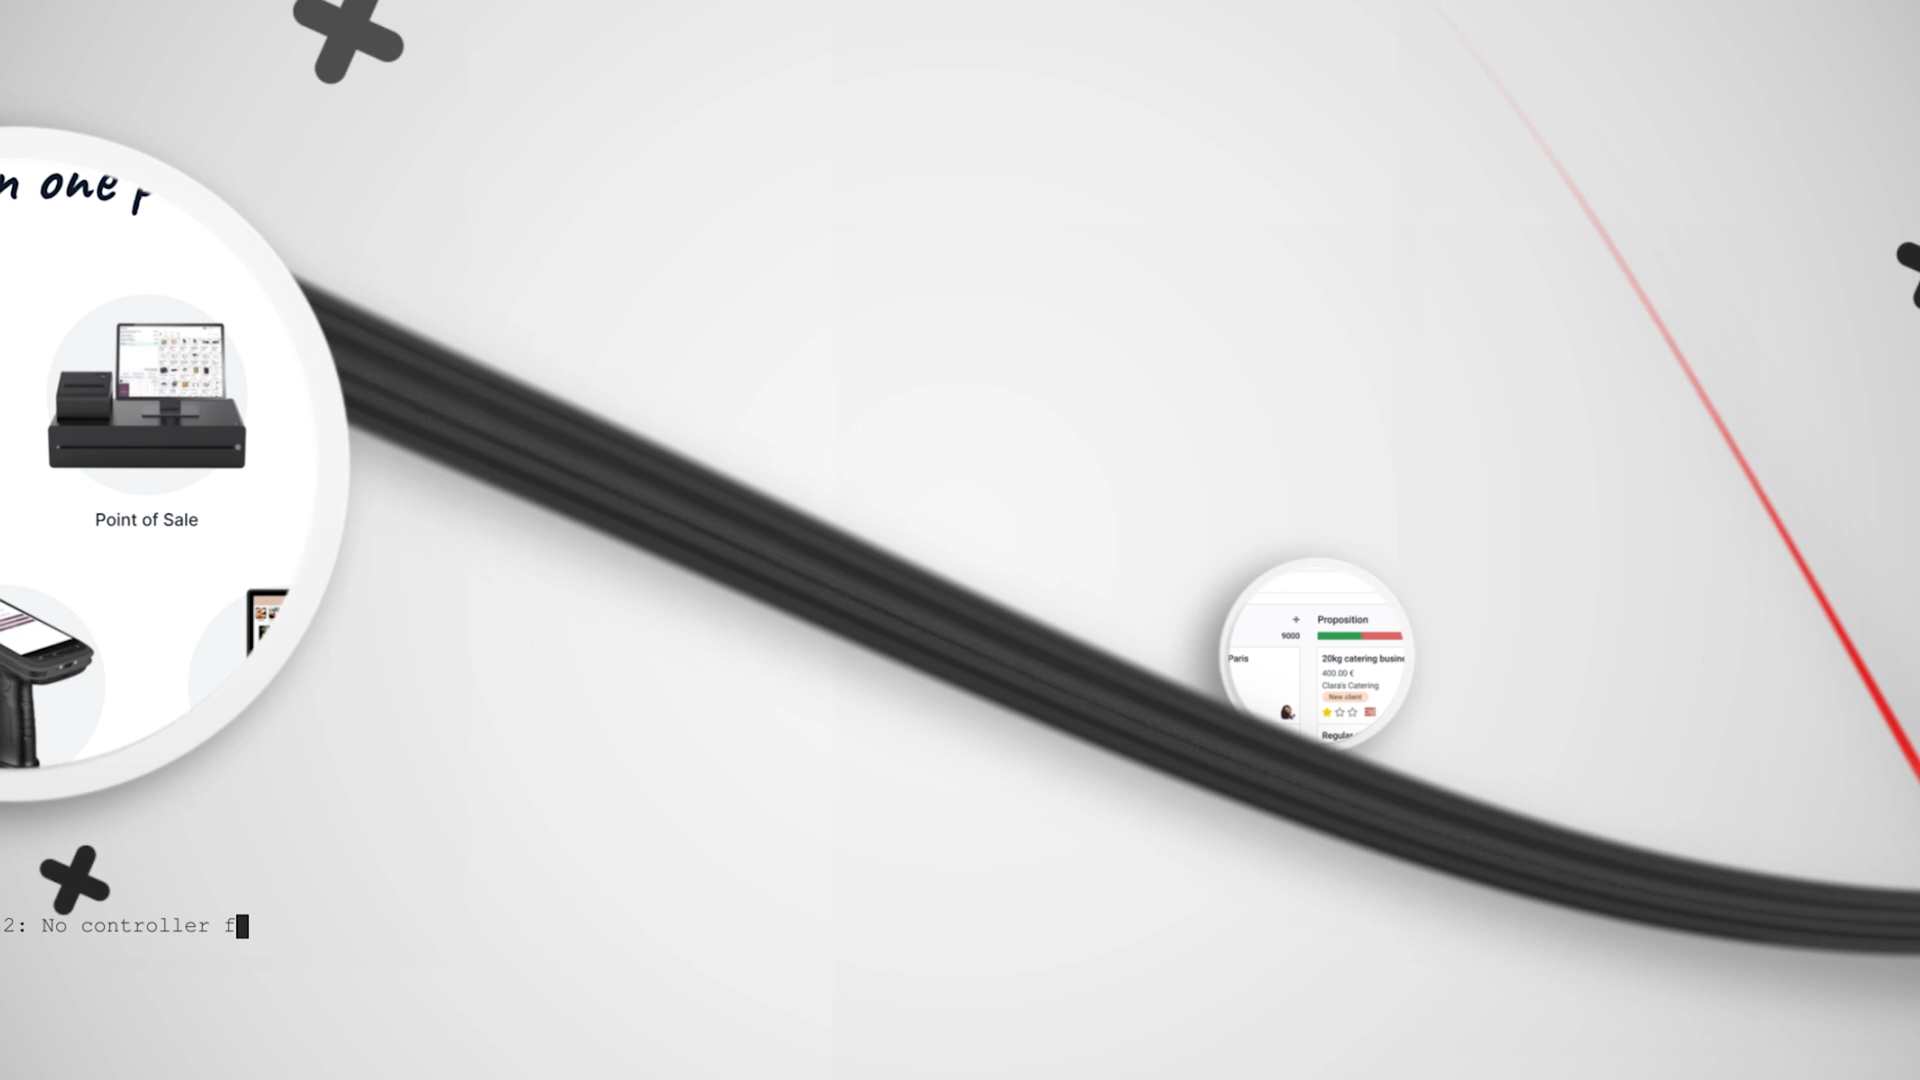 n one
Point of Sale
+ Proposition
9000
Paris
20kg catering busine
400.00 €
Clara's Catering
New client
Regular
2: No controller f